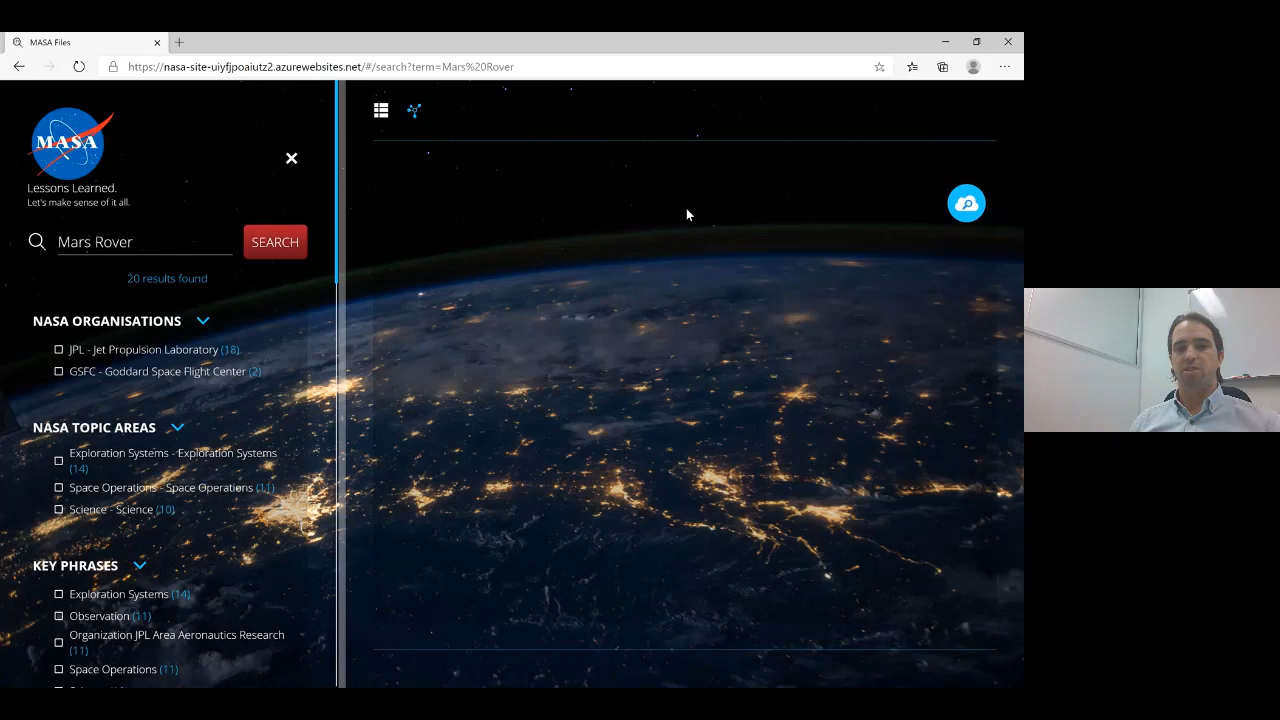 MASA Files
https://nasa-site-uiyfjpoaiutz2.azurewebsites.net/#/search?term=Mars%20Rover
MASA
Lessons Learned.
Let's make sense of it all.
Mars Rover
SEARCH
20 results found
NASA ORGANISATIONS
JPL - Jet Propulsion Laboratory (18)
GSFC - Goddard Space Flight Center (2)
NASA TOPIC AREAS
Exploration Systems - Exploration Systems
(14)
Space Operations - Space Operations (11)
Science - Science (10)
KEY PHRASES
Exploration Systems (14)
Observation (11)
Organization JPL Area Aeronautics Research
(11)
Space Operations (11)